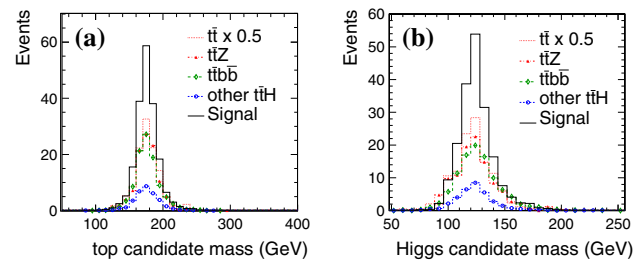 (a)
Events
60
40
20
0
100
200
300
400
top candidate mass (GeV)
tt̄ x 0.5
tt̄Z
tt̄bb̄
other tt̄H
Signal
(b)
Events
60
50
40
30
20
10
0
50
100
150
200
250
Higgs candidate mass (GeV)
tt̄ x 0.5
tt̄Z
tt̄bb̄
other tt̄H
Signal